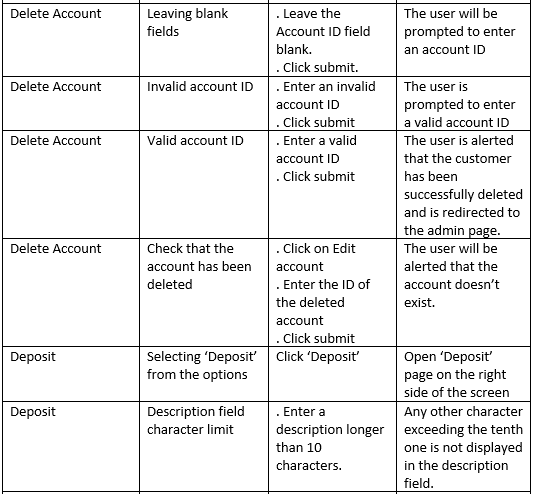 Delete Account Leaving blank . Leave the The user will be
fields Account ID field prompted to enter
blank. an account ID
. Click submit.
Delete Account Invalid account ID . Enter an invalid The user is
account ID prompted to enter
. Click submit a valid account ID
Delete Account Valid account ID . Enter a valid The user is alerted
account ID that the customer
. Click submit has been
successfully deleted
and is redirected to
the admin page.
Delete Account Check that the . Click on Edit The user will be
account has been account alerted that the
deleted . Enter the ID of account doesn’t
the deleted exist.
account
. Click submit
Deposit Selecting ‘Deposit’ Click ‘Deposit’ Open ‘Deposit’
from the options page on the right
side of the screen
Deposit Description field . Enter a Any other character
character limit description longer exceeding the tenth
than 10 one is not displayed
characters. in the description
field.